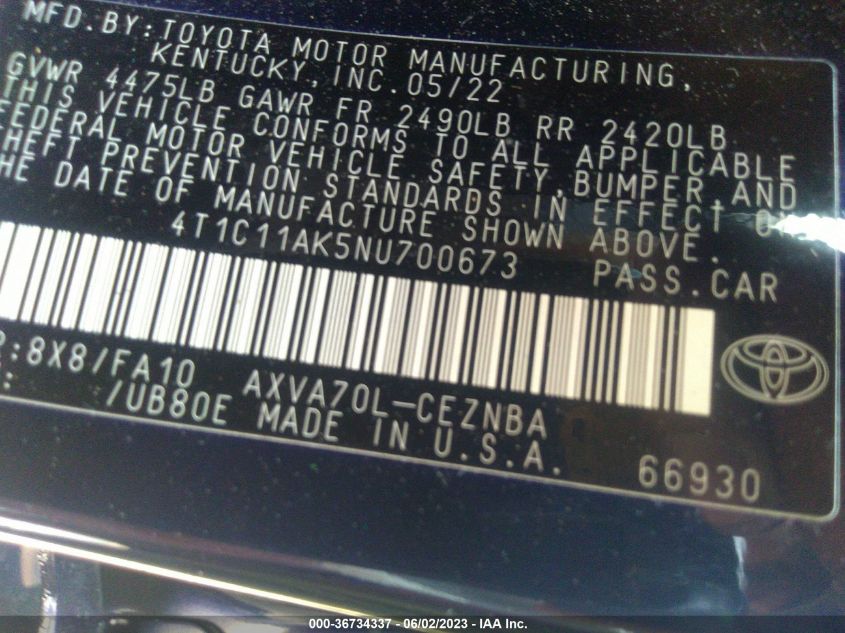 MFD.BY:TOYOTA MOTOR MANUFACTURING,
KENTUCKY,INC.05/22
GVWR 4475LB GAWR FR 2490LB RR 2420LB
THIS VEHICLE CONFORMS TO ALL APPLICABLE
FEDERAL MOTOR VEHICLE SAFETY,BUMPER,AND
THEFT PREVENTION STANDARDS IN EFFECT
THE DATE OF MANUFACTURE SHOWN ABOVE.
4T1C11AK5NU700673 PASS.CAR
:8X8/FA10 AXVA70L-CEZNBA
: /UB80E MADE IN U.S.A. 66930
000-36734337 - 06/02/2023 - IAA Inc.